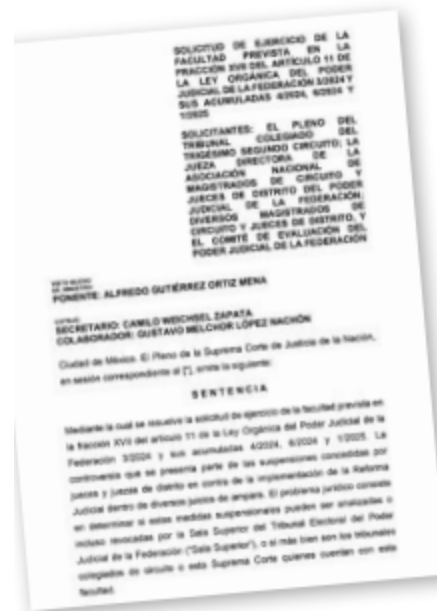 SOLICITUD DE EJERCICIO DE LA
FACULTAD PREVISTA EN LA
FRACCIÓN XVII DEL ARTÍCULO 11 DE
LA LEY ORGÁNICA DEL PODER
JUDICIAL DE LA FEDERACIÓN 3/2024 Y
SUS ACUMULADAS 4/2024, 6/2024 Y
1/2025
SOLICITANTES: EL PLENO DEL
TRIBUNAL COLEGIADO DEL
TRIGÉSIMO SEGUNDO CIRCUITO; LA
JUEZA DIRECTORA DE LA
ASOCIACIÓN NACIONAL DE
MAGISTRADOS DE CIRCUITO Y
JUECES DE DISTRITO DEL PODER
JUDICIAL DE LA FEDERACIÓN;
DIVERSOS MAGISTRADOS DE
CIRCUITO Y JUECES DE DISTRITO, Y
EL COMITÉ DE EVALUACIÓN DEL
PODER JUDICIAL DE LA FEDERACIÓN
VISTO BUENO
SR. MINISTRO
PONENTE: ALFREDO GUTIÉRREZ ORTIZ MENA
COTEJÓ
SECRETARIO: CAMILO WEICHSEL ZAPATA
COLABORADOR: GUSTAVO MELCHOR LÓPEZ NACHÓN
Ciudad de México. El Pleno de la Suprema Corte de Justicia de la Nación,
en sesión correspondiente al [*], emite la siguiente:
SENTENCIA
Mediante la cual se resuelve la solicitud de ejercicio de la facultad prevista en
la fracción XVII del artículo 11 de la Ley Orgánica del Poder Judicial de la
Federación 3/2024 y sus acumuladas 4/2024, 6/2024 y 1/2025. La
controversia que se presenta parte de las suspensiones concedidas por
jueces y juezas de distrito en contra de la implementación de la Reforma
Judicial dentro de diversos juicios de amparo. El problema jurídico consiste
en determinar si estas medidas suspensionales pueden ser analizadas o
incluso revocadas por la Sala Superior del Tribunal Electoral del Poder
Judicial de la Federación ("Sala Superior"), o si más bien son los tribunales
colegiados de circuito o esta Suprema Corte quienes cuentan con esta
facultad.